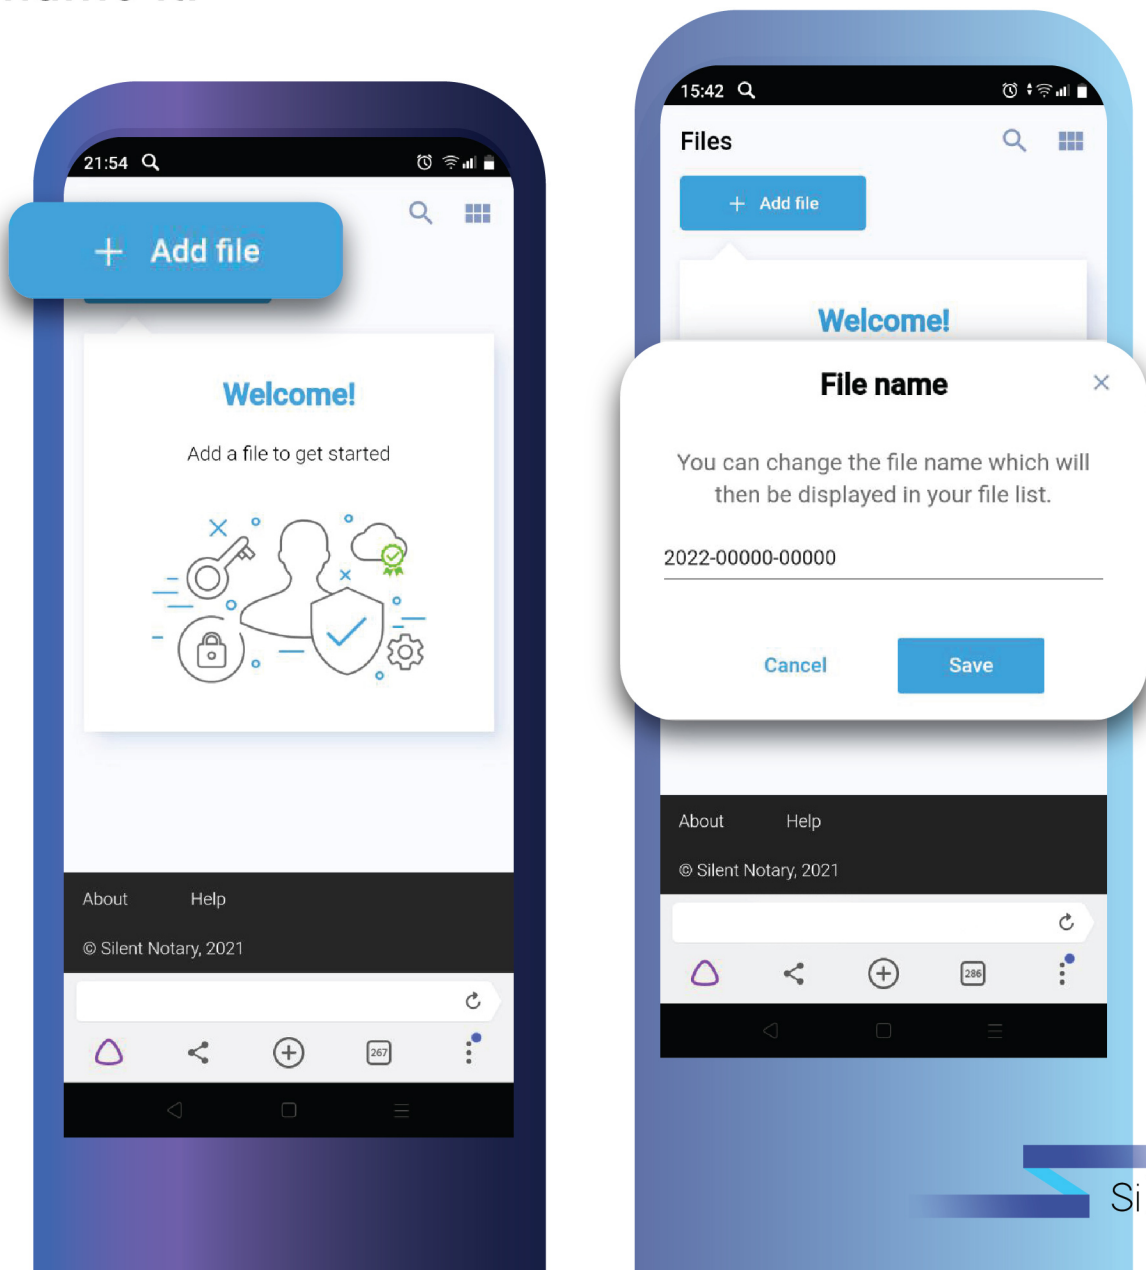 21:54
+ Add file
Welcome!
Add a file to get started
About Help
© Silent Notary, 2021
267
15:42
Files
+ Add file
Welcome!
File name
You can change the file name which will
then be displayed in your file list.
2022-00000-00000
Cancel Save
About Help
© Silent Notary, 2021
286
Si